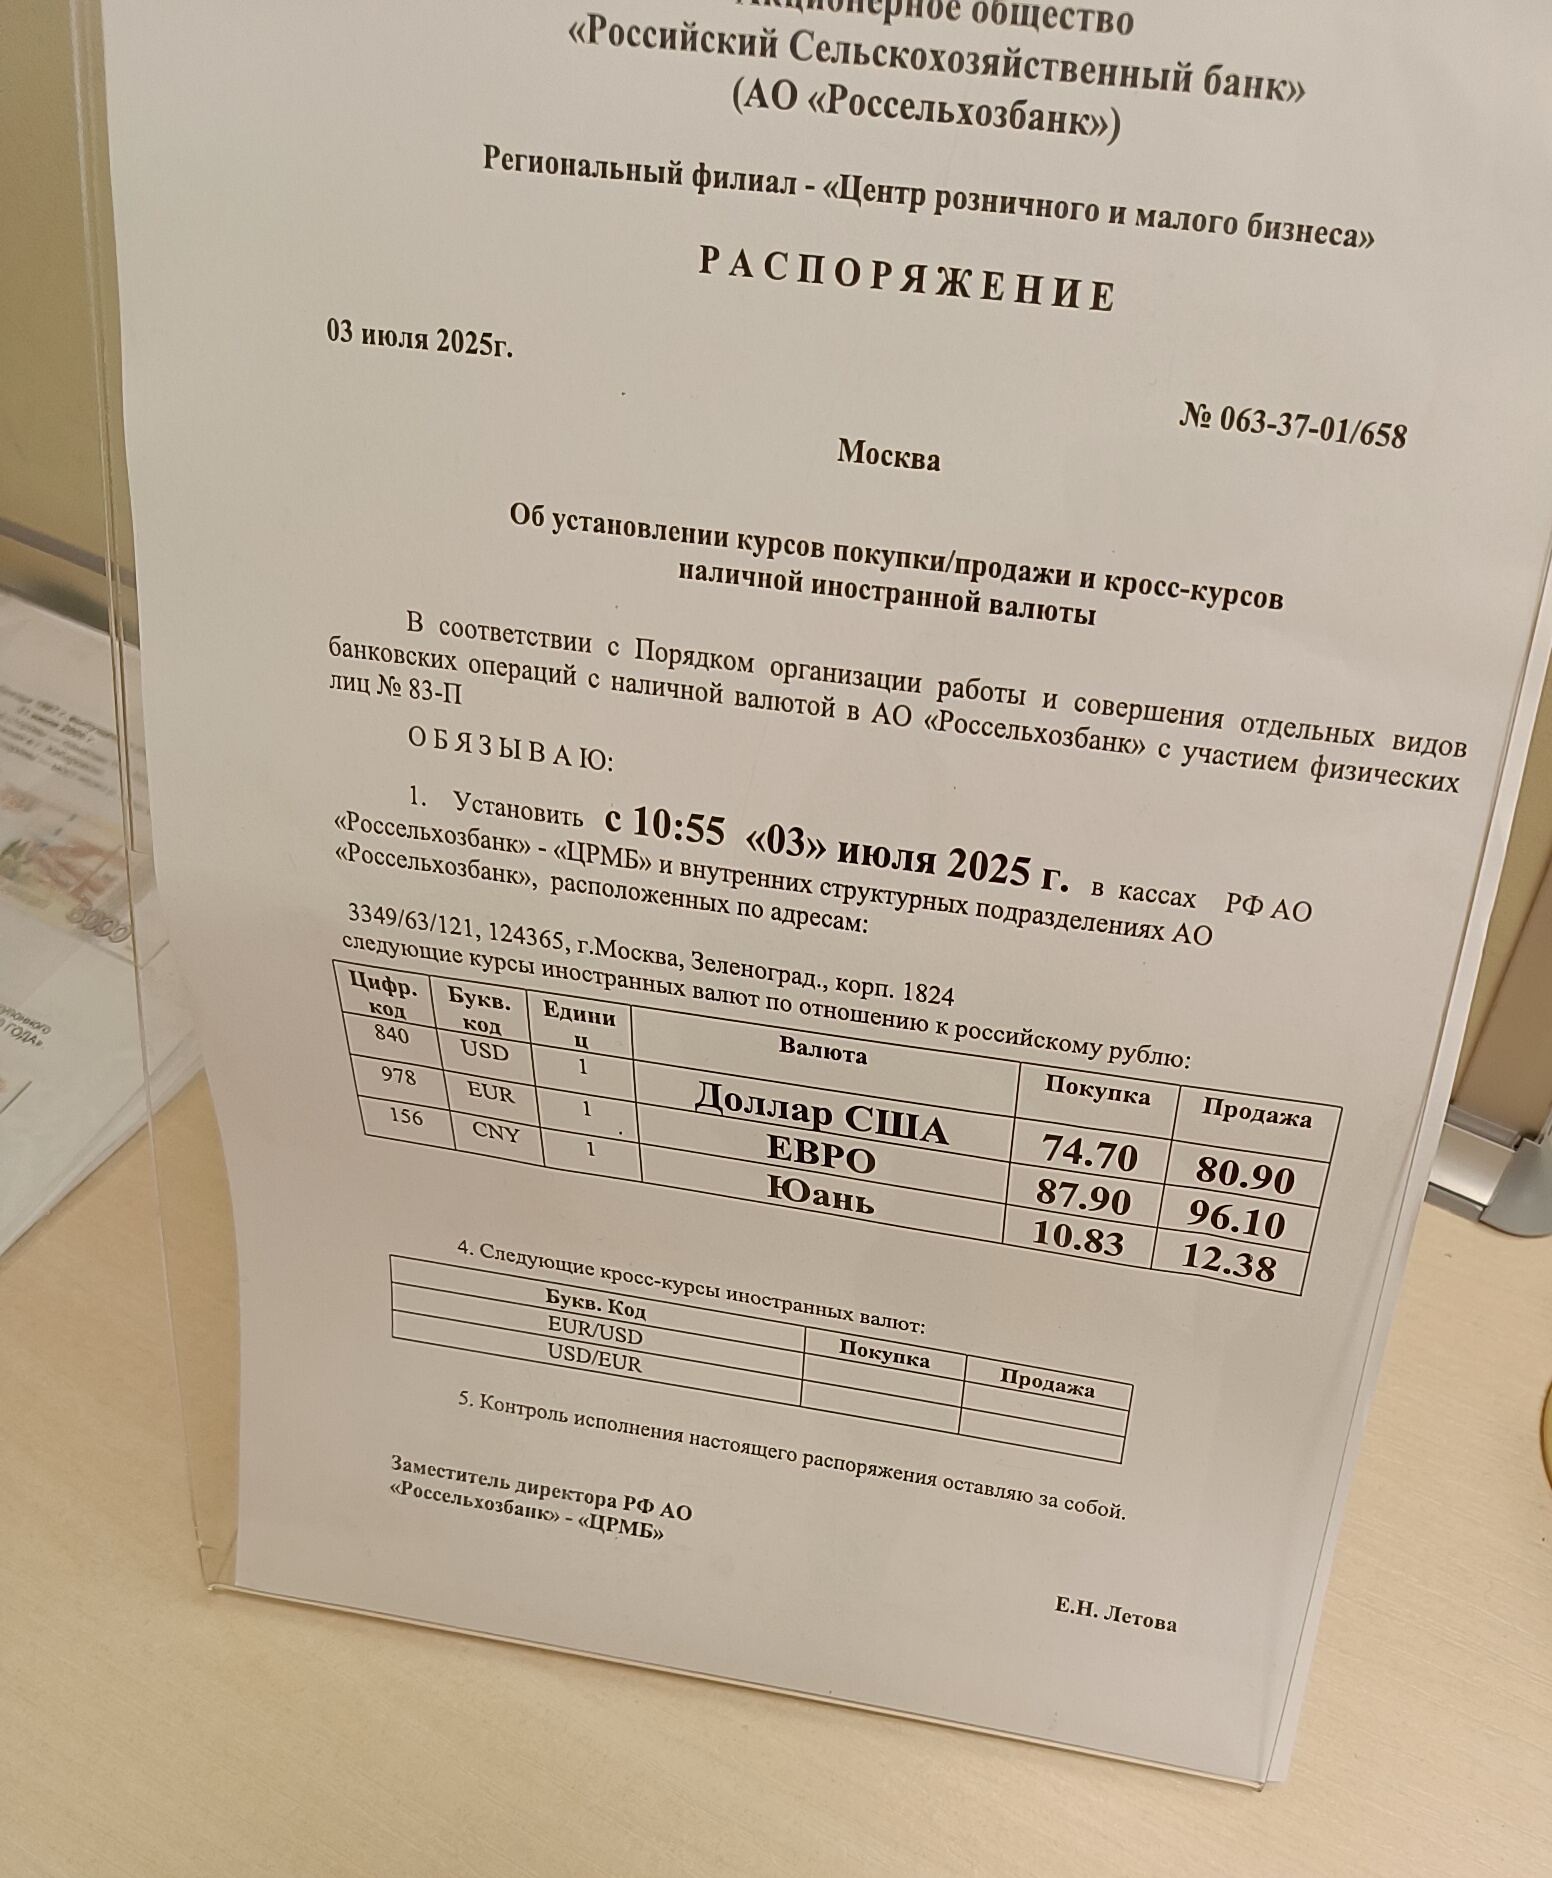 Акционерное общество
«Российский Сельскохозяйственный банк»
(АО «Россельхозбанк»)
Региональный филиал - «Центр розничного и малого бизнеса»
Р А С П О Р Я Ж Е Н И Е
03 июля 2025г.
№ 063-37-01/658
Москва
Об установлении курсов покупки/продажи и кросс-курсов
наличной иностранной валюты
В соответствии с Порядком организации работы и совершения отдельных видов
банковских операций с наличной валютой в АО «Россельхозбанк» с участием физических
лиц № 83-П
О Б Я З Ы В А Ю:
1. Установить с 10:55 «03» июля 2025 г. в кассах РФ АО
«Россельхозбанк» - «ЦРМБ» и внутренних структурных подразделениях АО
«Россельхозбанк», расположенных по адресам:
3349/63/121, 124365, г.Москва, Зеленоград., корп. 1824
следующие курсы иностранных валют по отношению к российскому рублю:
Цифр. код Букв. код Едини ц Валюта Покупка Продажа
840 USD 1 Доллар США 74.70 80.90
978 EUR 1 ЕВРО 87.90 96.10
156 CNY 1 Юань 10.83 12.38
4. Следующие кросс-курсы иностранных валют:
Букв. Код Покупка Продажа
EUR/USD
USD/EUR
5. Контроль исполнения настоящего распоряжения оставляю за собой.
Заместитель директора РФ АО
«Россельхозбанк» - «ЦРМБ»
Е.Н. Летова
5000
ГОДА»